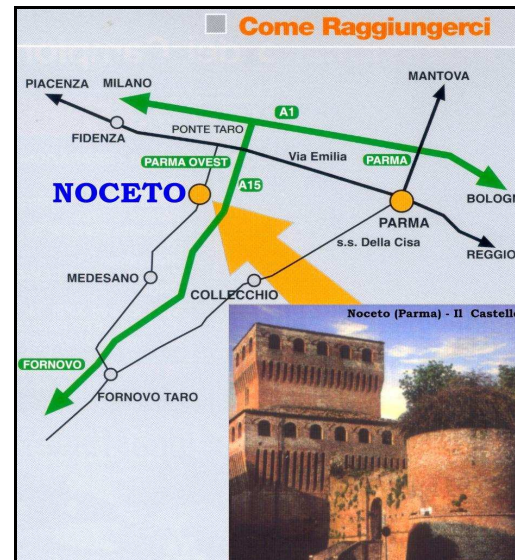 Come Raggiungerci
MANTOVA
PIACENZA
MILANO
A1
FIDENZA
PONTE TARO
PARMA OVEST
Via Emilia
PARMA
NOCETO
A15
BOLOGN
PARMA
s.s. Della Cisa
REGGIO
MEDESANO
COLLECCHIO
Noceto (Parma) - Il Castello
FORNOVO
FORNOVO TARO